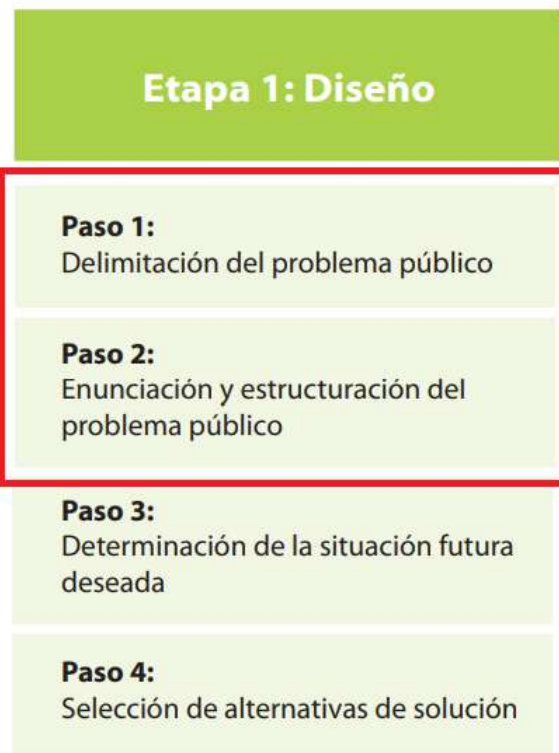 Etapa 1: Diseño
Paso 1:
Delimitación del problema público
Paso 2:
Enunciación y estructuración del
problema público
Paso 3:
Determinación de la situación futura
deseada
Paso 4:
Selección de alternativas de solución